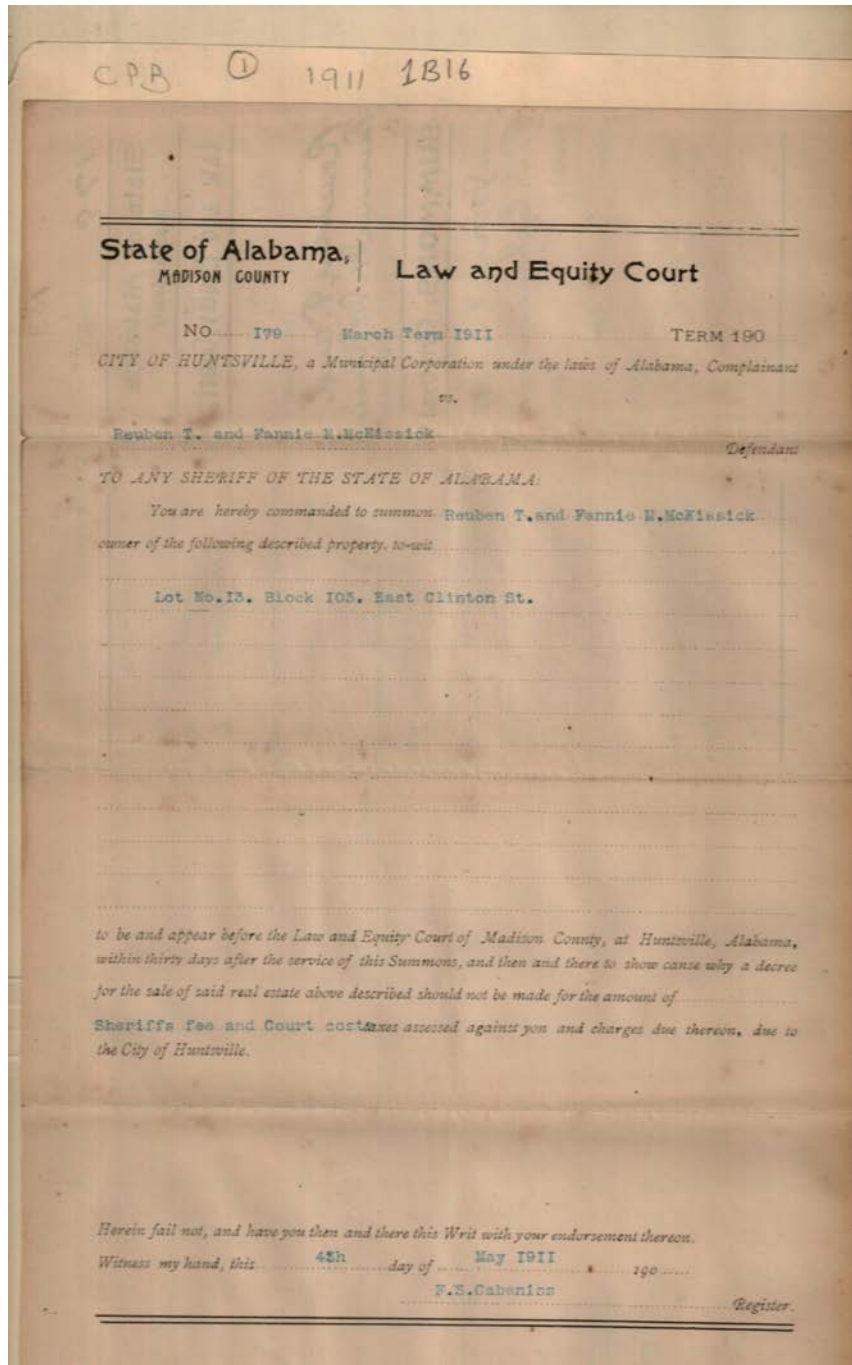 CPB ① 1911 1B16
State of Alabama, Law and Equity Court
MADISON COUNTY
NO I79 March Term I9II TERM 190
CITY OF HUNTSVILLE, a Municipal Corporation under the laws of Alabama, Complainant
vs.
Reuben T. and Fannie M.McKissick
Defendant
TO ANY SHERIFF OF THE STATE OF ALABAMA:
You are hereby commanded to summon Reuben T.and Fannie M.McKissick
owner of the following described property, to-wit
Lot No.I3. Block I03. East Clinton St.
to be and appear before the Law and Equity Court of Madison County, at Huntsville, Alabama,
within thirty days after the service of this Summons, and then and there to show cause why a decree
for the sale of said real estate above described should not be made for the amount of
Sheriffs fee and Court costaxes assessed against you and charges due thereon, due to
the City of Huntsville.
Herein fail not, and have you then and there this Writ with your endorsement thereon.
Witness my hand, this 4th day of May I9II 190
F.S.Cabaniss
Register.